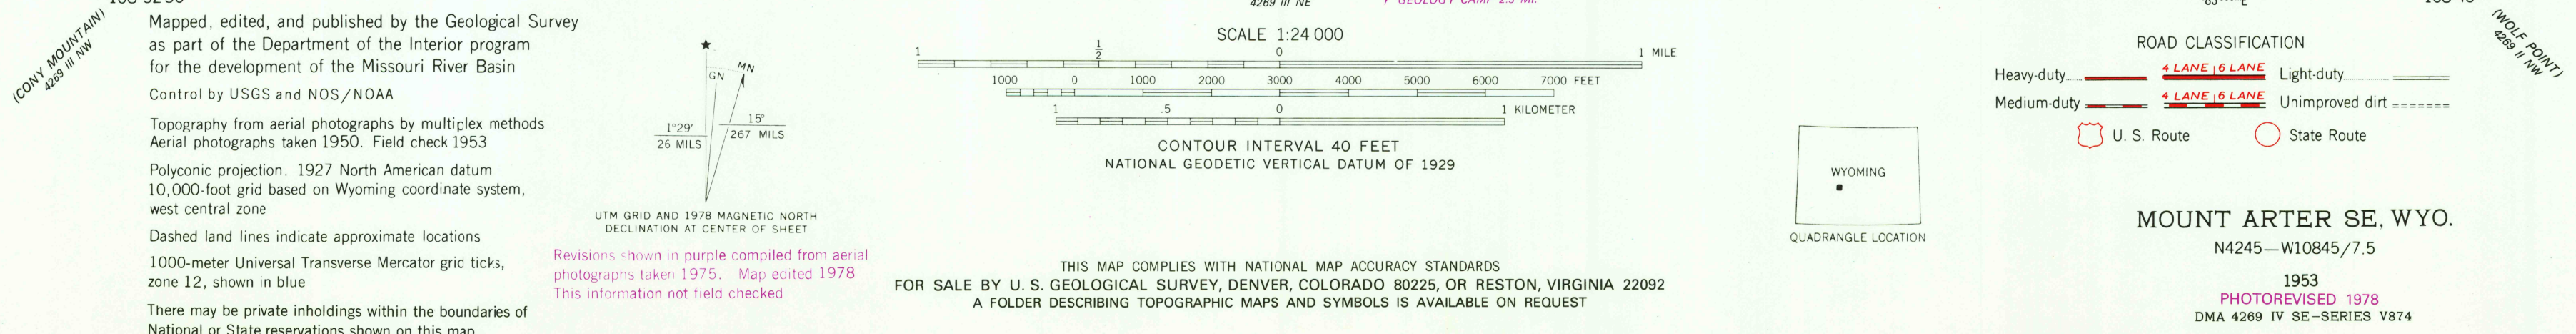 (CONY MOUNTAIN)
4269 III NW
Mapped, edited, and published by the Geological Survey
as part of the Department of the Interior program
for the development of the Missouri River Basin
Control by USGS and NOS/NOAA
Topography from aerial photographs by multiplex methods
Aerial photographs taken 1950. Field check 1953
Polyconic projection. 1927 North American datum
10,000-foot grid based on Wyoming coordinate system,
west central zone
Dashed land lines indicate approximate locations
1000-meter Universal Transverse Mercator grid ticks,
zone 12, shown in blue
There may be private inholdings within the boundaries of
National or State reservations shown on this map
GN
MN
1°29′
26 MILS
15°
267 MILS
UTM GRID AND 1978 MAGNETIC NORTH
DECLINATION AT CENTER OF SHEET
Revisions shown in purple compiled from aerial
photographs taken 1975. Map edited 1978
This information not field checked
4269 III NE
GEOLOGY CAMP 2.5 MI.
SCALE 1:24 000
1 1/2 0 1 MILE
1000 0 1000 2000 3000 4000 5000 6000 7000 FEET
1 .5 0 1 KILOMETER
CONTOUR INTERVAL 40 FEET
NATIONAL GEODETIC VERTICAL DATUM OF 1929
THIS MAP COMPLIES WITH NATIONAL MAP ACCURACY STANDARDS
FOR SALE BY U. S. GEOLOGICAL SURVEY, DENVER, COLORADO 80225, OR RESTON, VIRGINIA 22092
A FOLDER DESCRIBING TOPOGRAPHIC MAPS AND SYMBOLS IS AVAILABLE ON REQUEST
WYOMING
QUADRANGLE LOCATION
ROAD CLASSIFICATION
Heavy-duty 4 LANE 6 LANE Light-duty
Medium-duty 4 LANE 6 LANE Unimproved dirt
U. S. Route State Route
(WOLF POINT)
4269 II NW
MOUNT ARTER SE, WYO.
N4245—W10845/7.5
1953
PHOTOREVISED 1978
DMA 4269 IV SE-SERIES V874